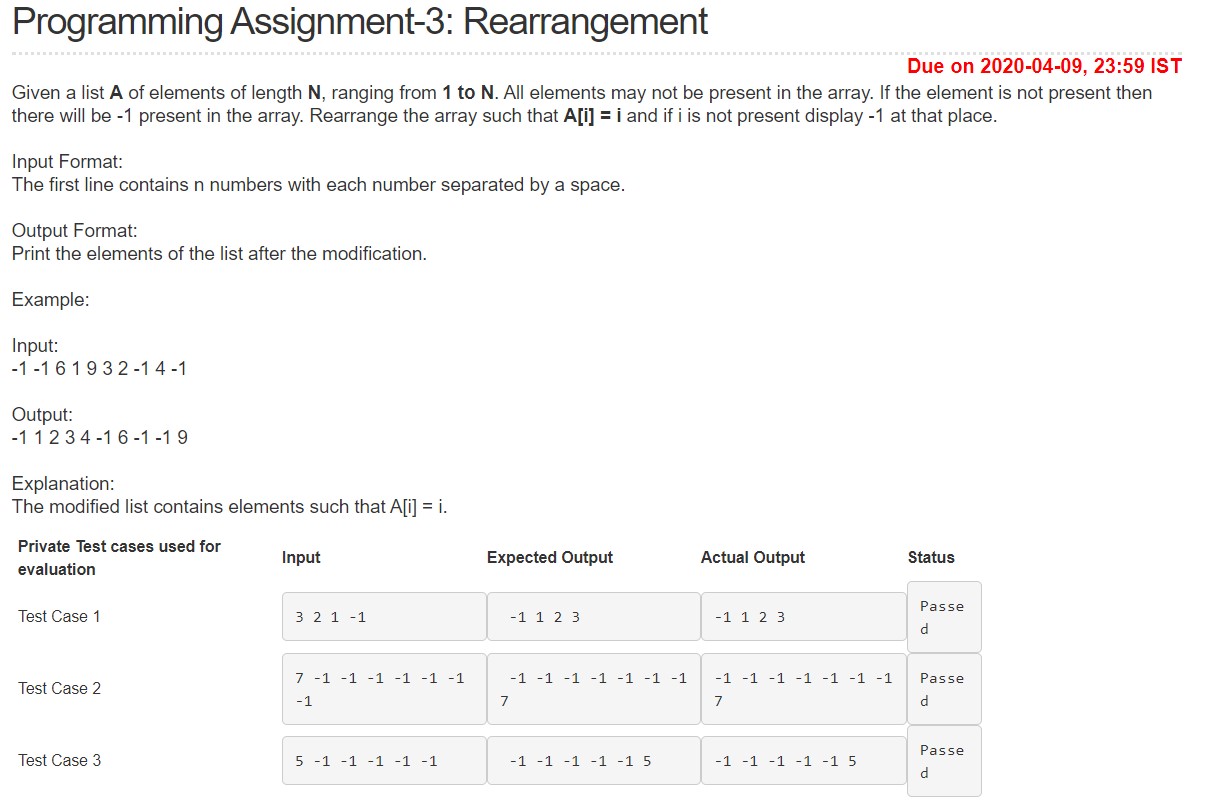 Programming Assignment-3: Rearrangement
Due on 2020-04-09, 23:59 IST
Given a list A of elements of length N, ranging from 1 to N. All elements may not be present in the array. If the element is not present then
there will be -1 present in the array. Rearrange the array such that A[i] = i and if i is not present display -1 at that place.
Input Format:
The first line contains n numbers with each number separated by a space.
Output Format:
Print the elements of the list after the modification.
Example:
Input:
-1 -1 6 1 9 3 2 -1 4 -1
Output:
-1 1 2 3 4 -1 6 -1 -1 9
Explanation:
The modified list contains elements such that A[i] = i.
Private Test cases used for
evaluation
Input
Expected Output
Actual Output
Status
Test Case 1
3 2 1 -1
-1 1 2 3
-1 1 2 3
Passe
d
Test Case 2
7 -1 -1 -1 -1 -1 -1
-1
-1 -1 -1 -1 -1 -1 -1
7
-1 -1 -1 -1 -1 -1 -1
7
Passe
d
Test Case 3
5 -1 -1 -1 -1 -1
-1 -1 -1 -1 -1 5
-1 -1 -1 -1 -1 5
Passe
d